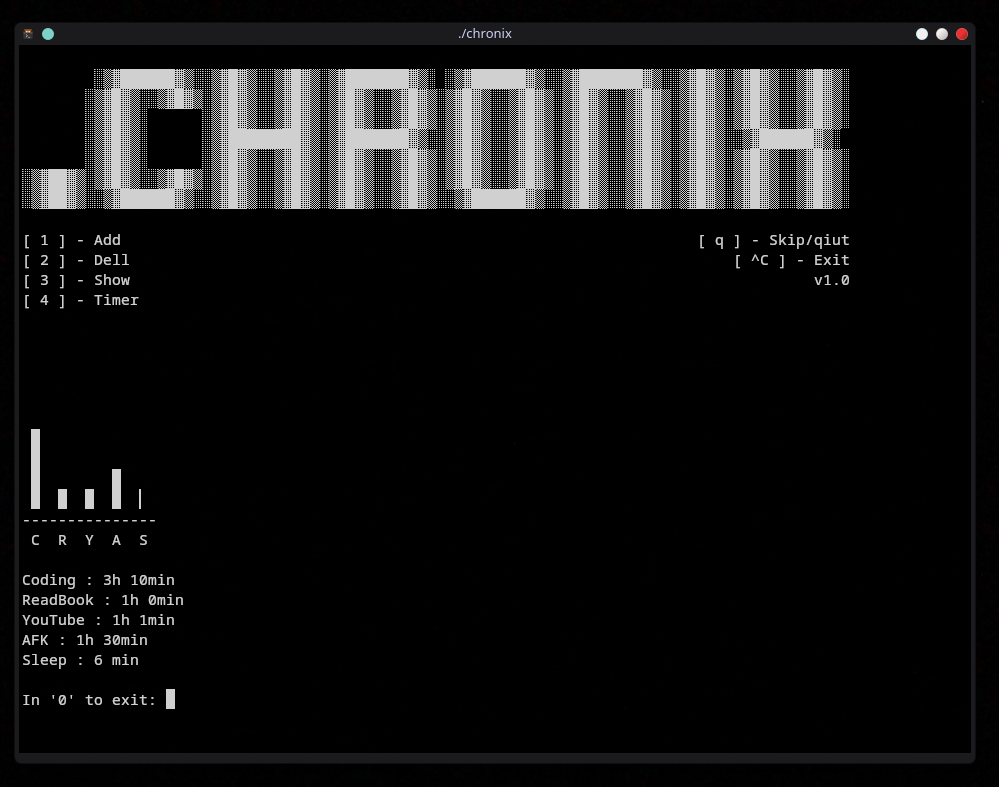 ./chronix
.CHRONIX
[ 1 ] - Add [ q ] - Skip/qiut
[ 2 ] - Dell [ ^C ] - Exit
[ 3 ] - Show v1.0
[ 4 ] - Timer
---------------
C R Y A S
Coding : 3h 10min
ReadBook : 1h 0min
YouTube : 1h 1min
AFK : 1h 30min
Sleep : 6 min
In '0' to exit: